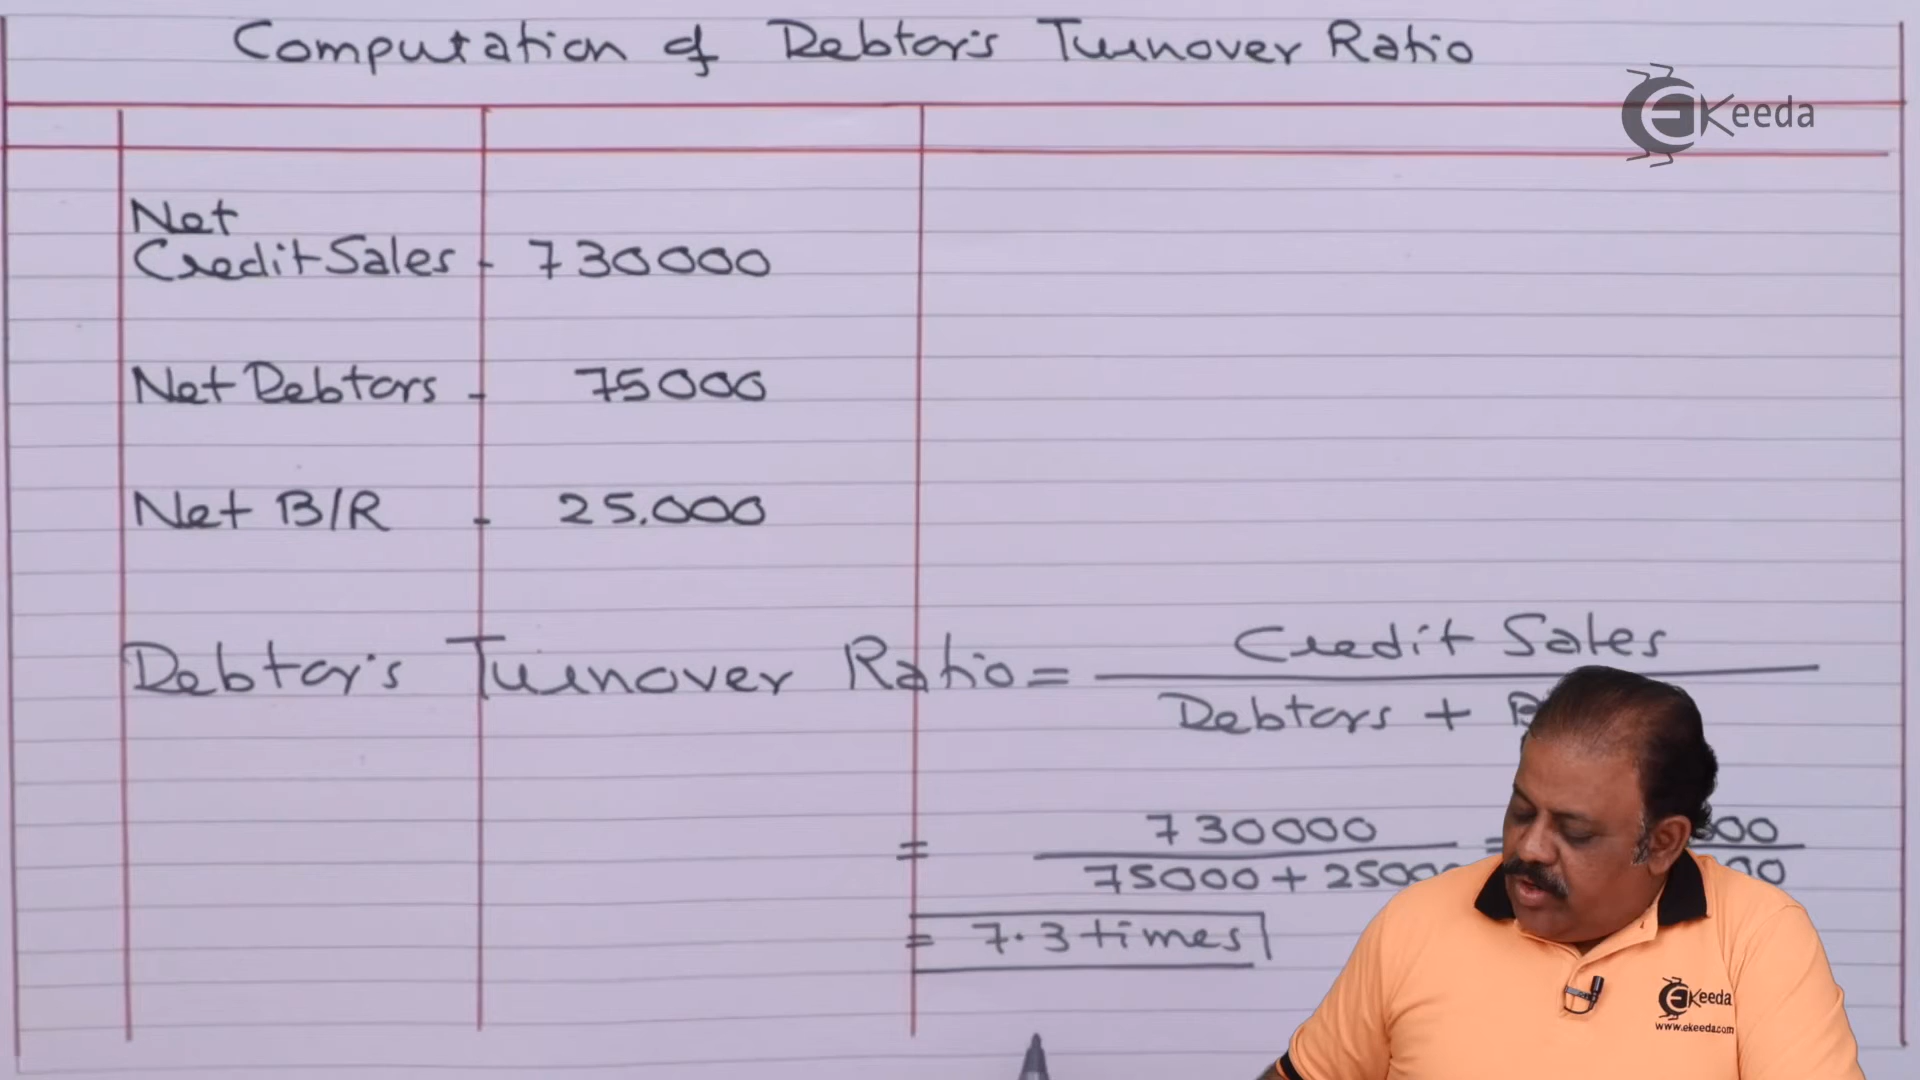 Computation of Debtor's Turnover Ratio
EKeeda
Net
Credit Sales - 730000
Net Debtors - 75000
Net B/R - 25.000
Debtor's Turnover Ratio = Credit Sales
Debtors +
= 730000 =
75000 + 2500
= 7.3 times
EKeeda
www.ekeeda.com